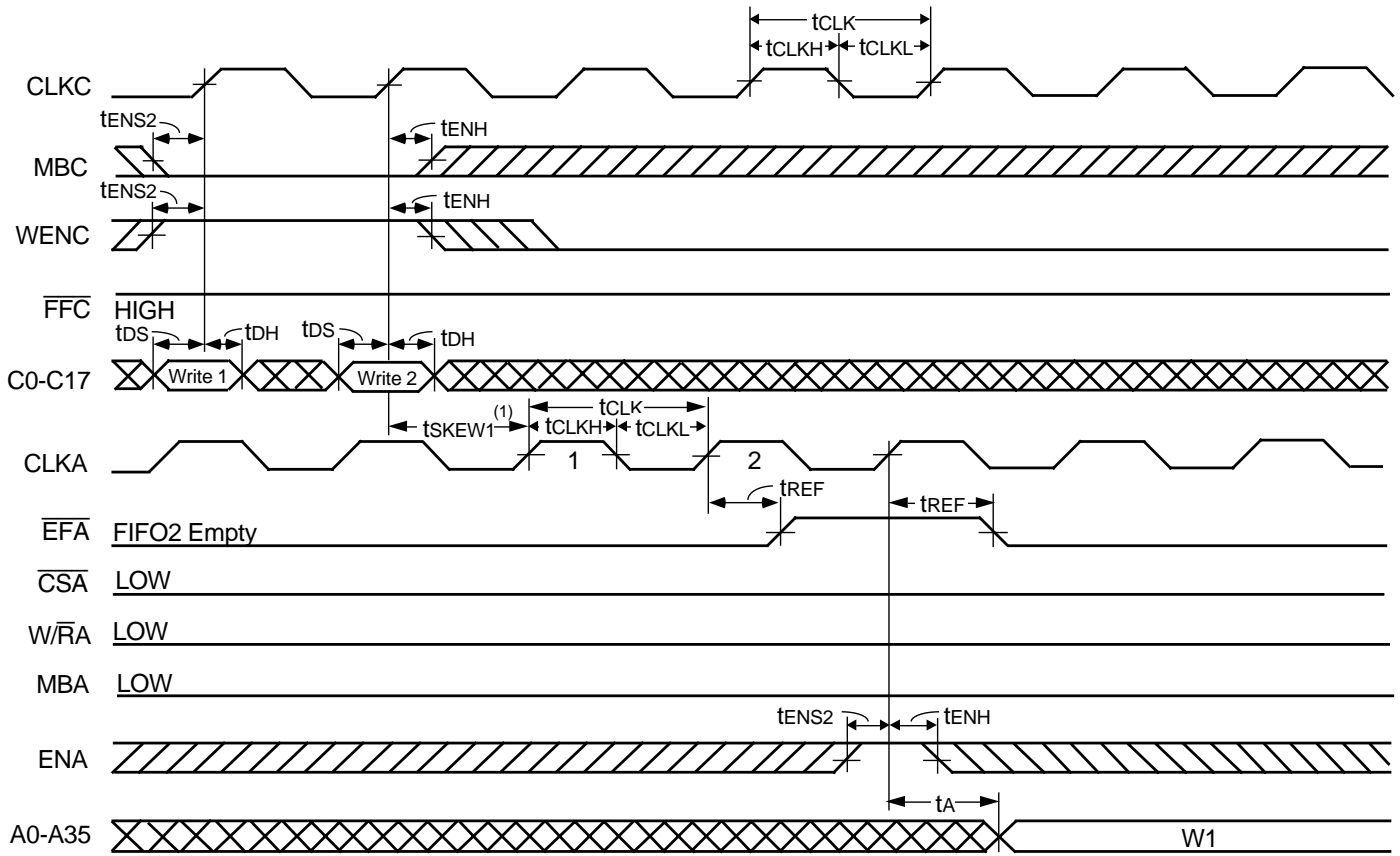 tCLK
tCLKH tCLKL
CLKC
tENS2 tENH
MBC
tENS2 tENH
WENC
FFC HIGH
tDS tDH tDS tDH
C0-C17 Write 1 Write 2
tSKEW1 (1) tCLK
tCLKH tCLKL
CLKA 1 2
tREF tREF
EFA FIFO2 Empty
CSA LOW
W/RA LOW
MBA LOW
tENS2 tENH
ENA
tA
A0-A35 W1